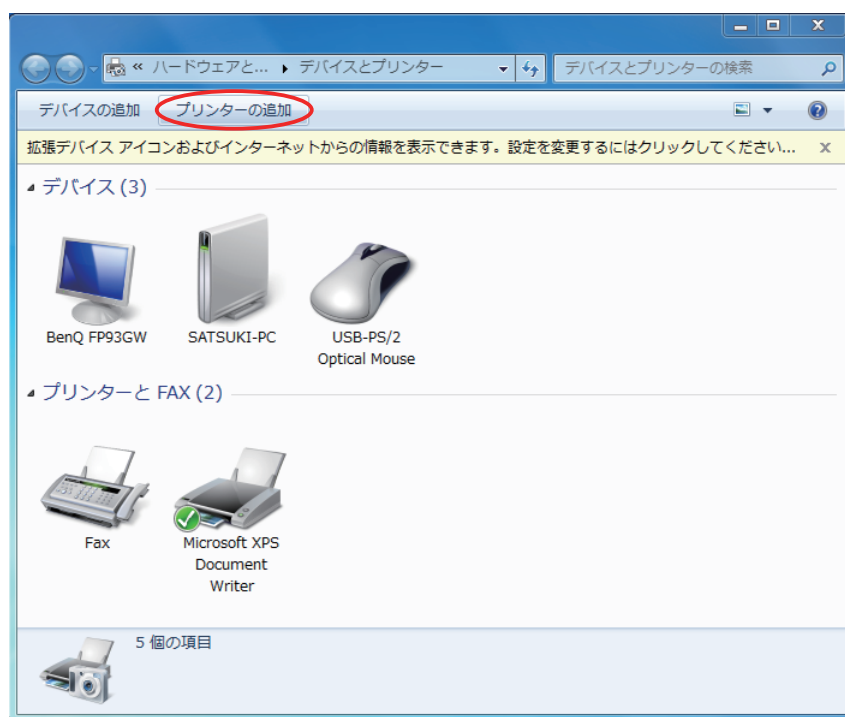 « ハードウェアと... ▸ デバイスとプリンター
デバイスとプリンターの検索
デバイスの追加 プリンターの追加
拡張デバイス アイコンおよびインターネットからの情報を表示できます。設定を変更するにはクリックしてください...
デバイス (3)
BenQ FP93GW
SATSUKI-PC
USB-PS/2
Optical Mouse
プリンターと FAX (2)
Fax
Microsoft XPS
Document
Writer
5 個の項目